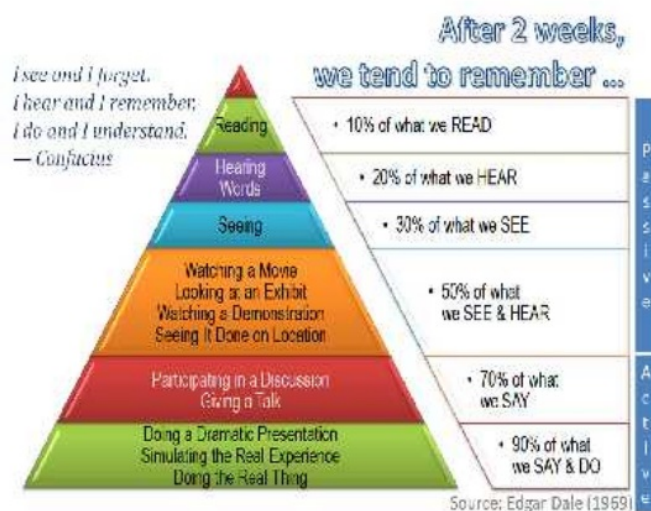 After 2 weeks,
we tend to remember ...
I see and I forget.
I hear and I remember.
I do and I understand.
— Confucius
Reading
• 10% of what we READ
Hearing
Words
• 20% of what we HEAR
Seeing
• 30% of what we SEE
Watching a Movie
Looking at an Exhibit
Watching a Demonstration
Seeing It Done on Location
• 50% of what
we SEE & HEAR
Participating in a Discussion
Giving a Talk
• 70% of what
we SAY
Doing a Dramatic Presentation
Simulating the Real Experience
Doing the Real Thing
• 90% of what
we SAY & DO
Passive
Active
Source: Edgar Dale (1969)